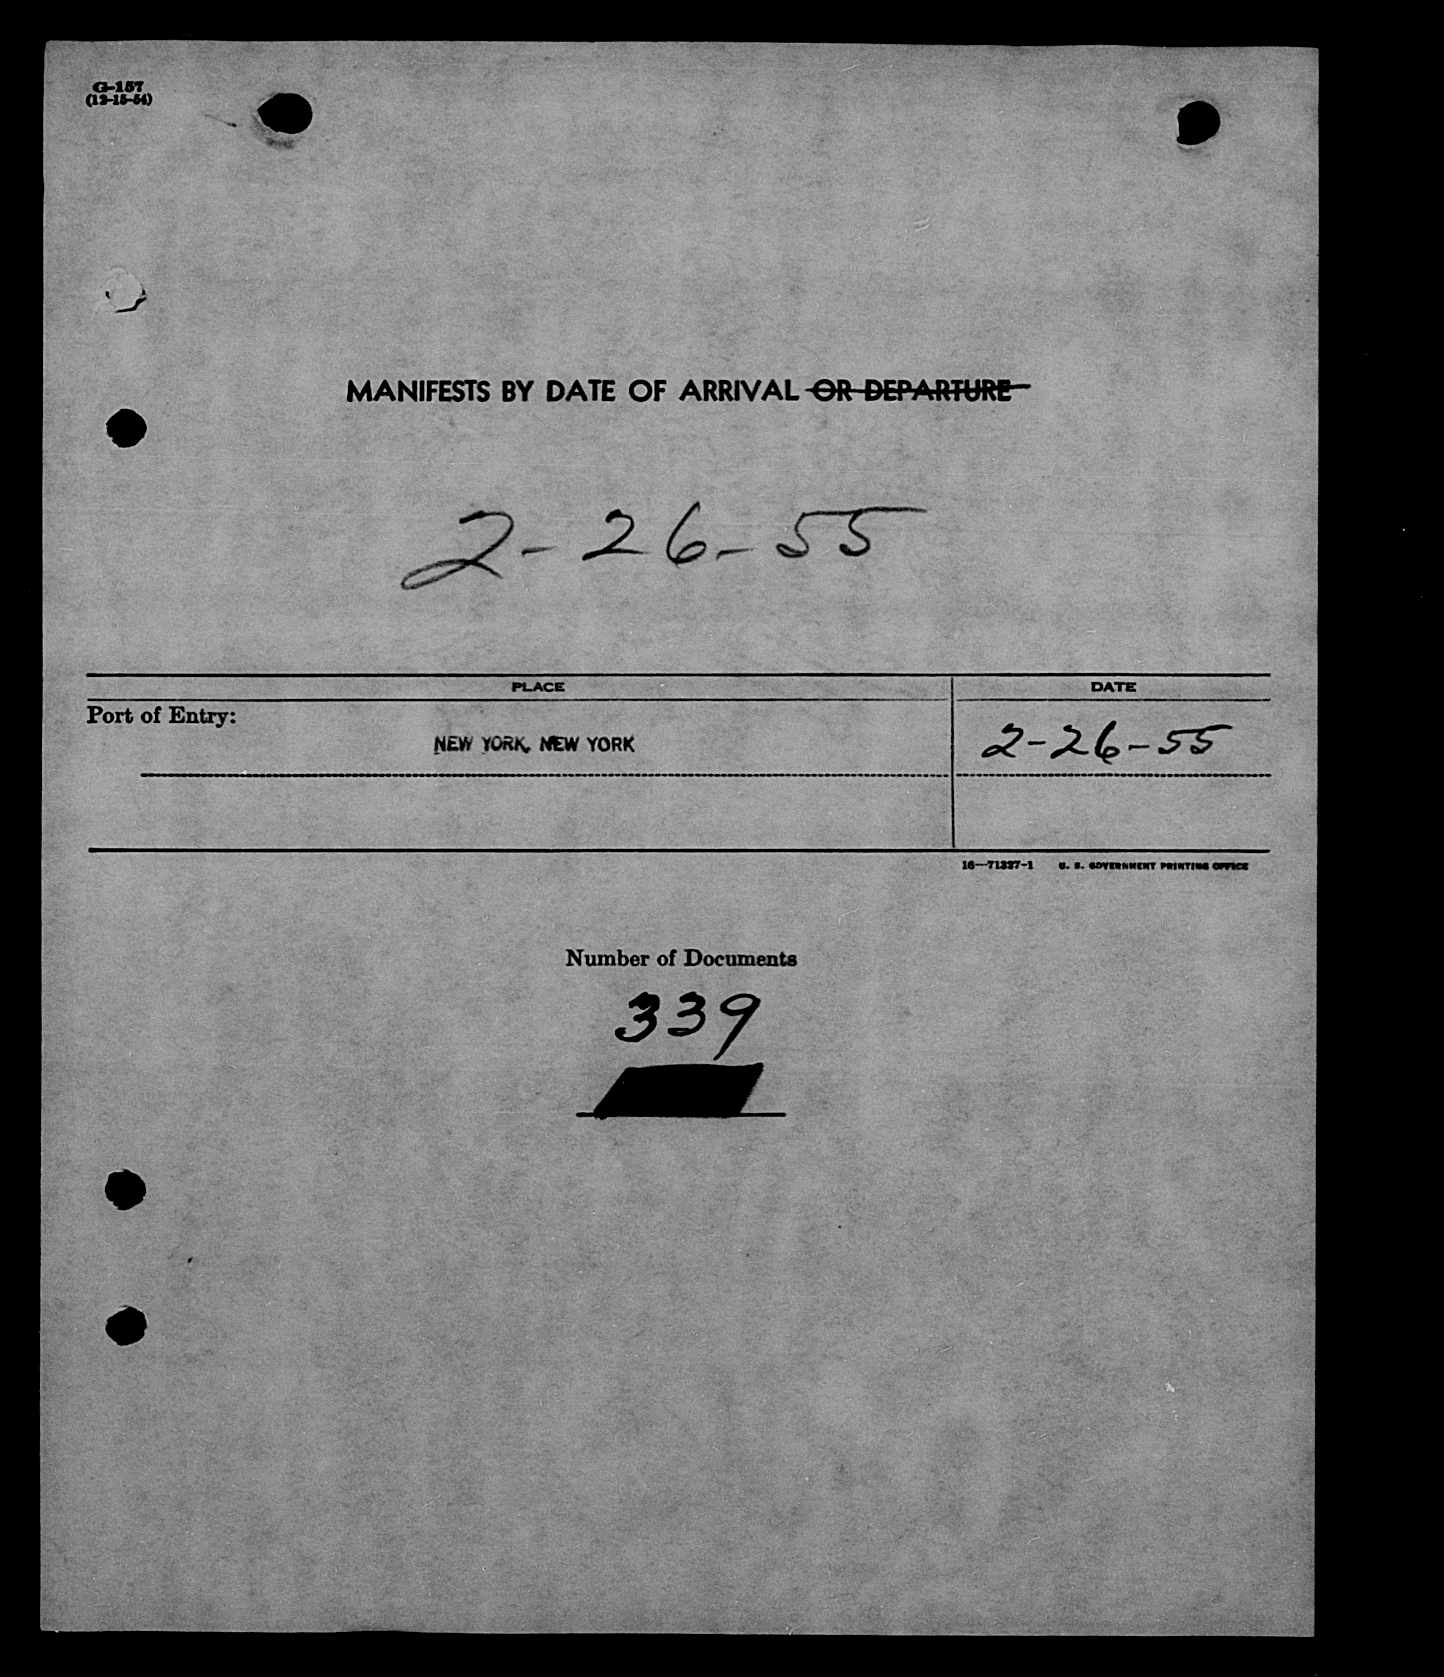 G-157
(12-15-54)
MANIFESTS BY DATE OF ARRIVAL OR DEPARTURE
2-26-55
PLACE DATE
Port of Entry:
NEW YORK, NEW YORK 2-26-55
16—71327-1 U. S. GOVERNMENT PRINTING OFFICE
Number of Documents
339